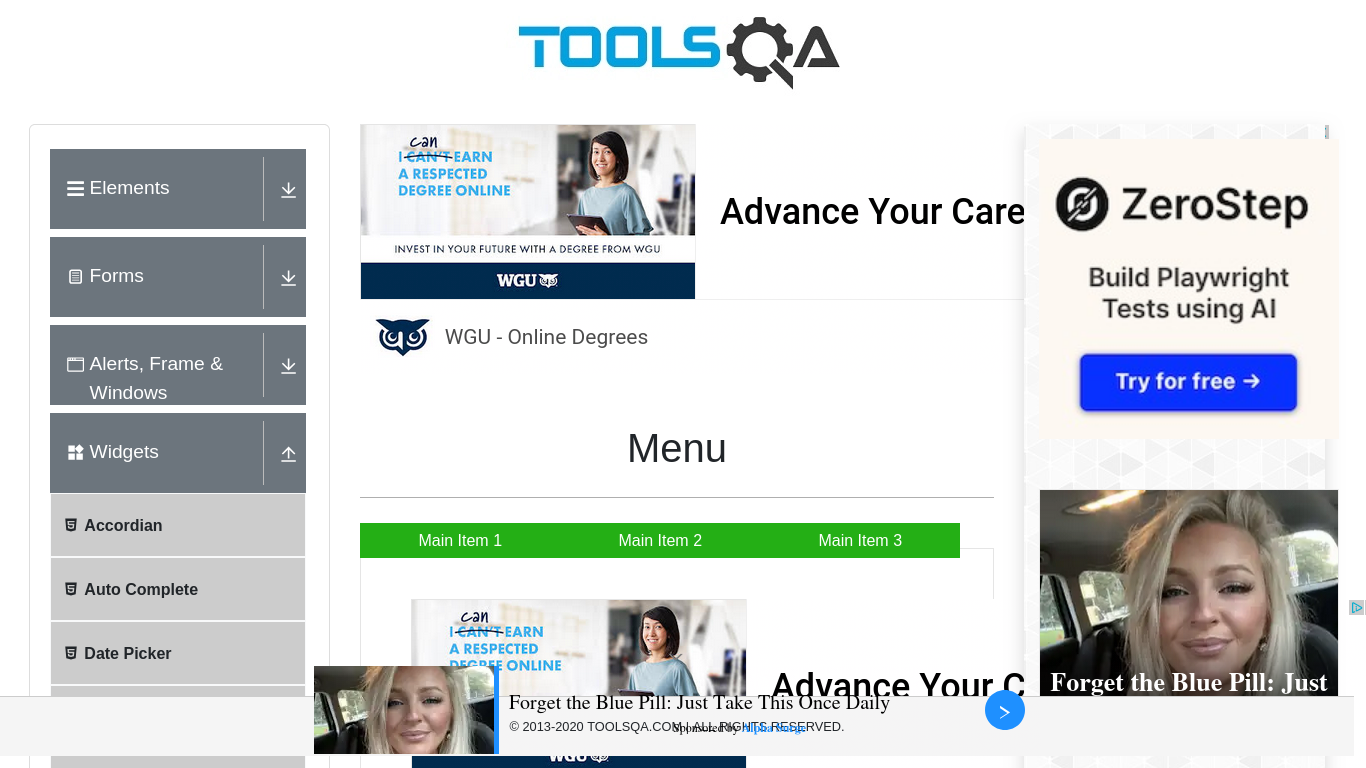 TOOLSQA
Elements
Forms
Alerts, Frame &
Windows
Widgets
Accordian
Auto Complete
Date Picker
can
I CAN'T EARN
A RESPECTED
DEGREE ONLINE
INVEST IN YOUR FUTURE WITH A DEGREE FROM WGU
WGU
Advance Your Care
WGU - Online Degrees
Menu
Main Item 1
Main Item 2
Main Item 3
can
I CAN'T EARN
A RESPECTED
DEGREE ONLINE
Advance Your C
WGU
ZeroStep
Build Playwright
Tests using AI
Try for free →
Forget the Blue Pill: Just
Forget the Blue Pill: Just Take This Once Daily
© 2013-2020 TOOLSQA.COM | ALL RIGHTS RESERVED.
Sponsored by